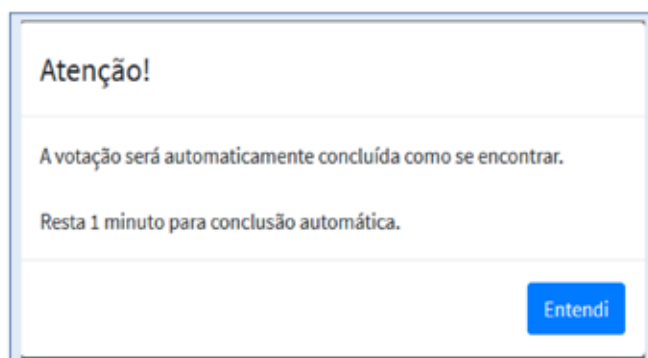 Atenção!
A votação será automaticamente concluída como se encontrar.
Resta 1 minuto para conclusão automática.
Entendi